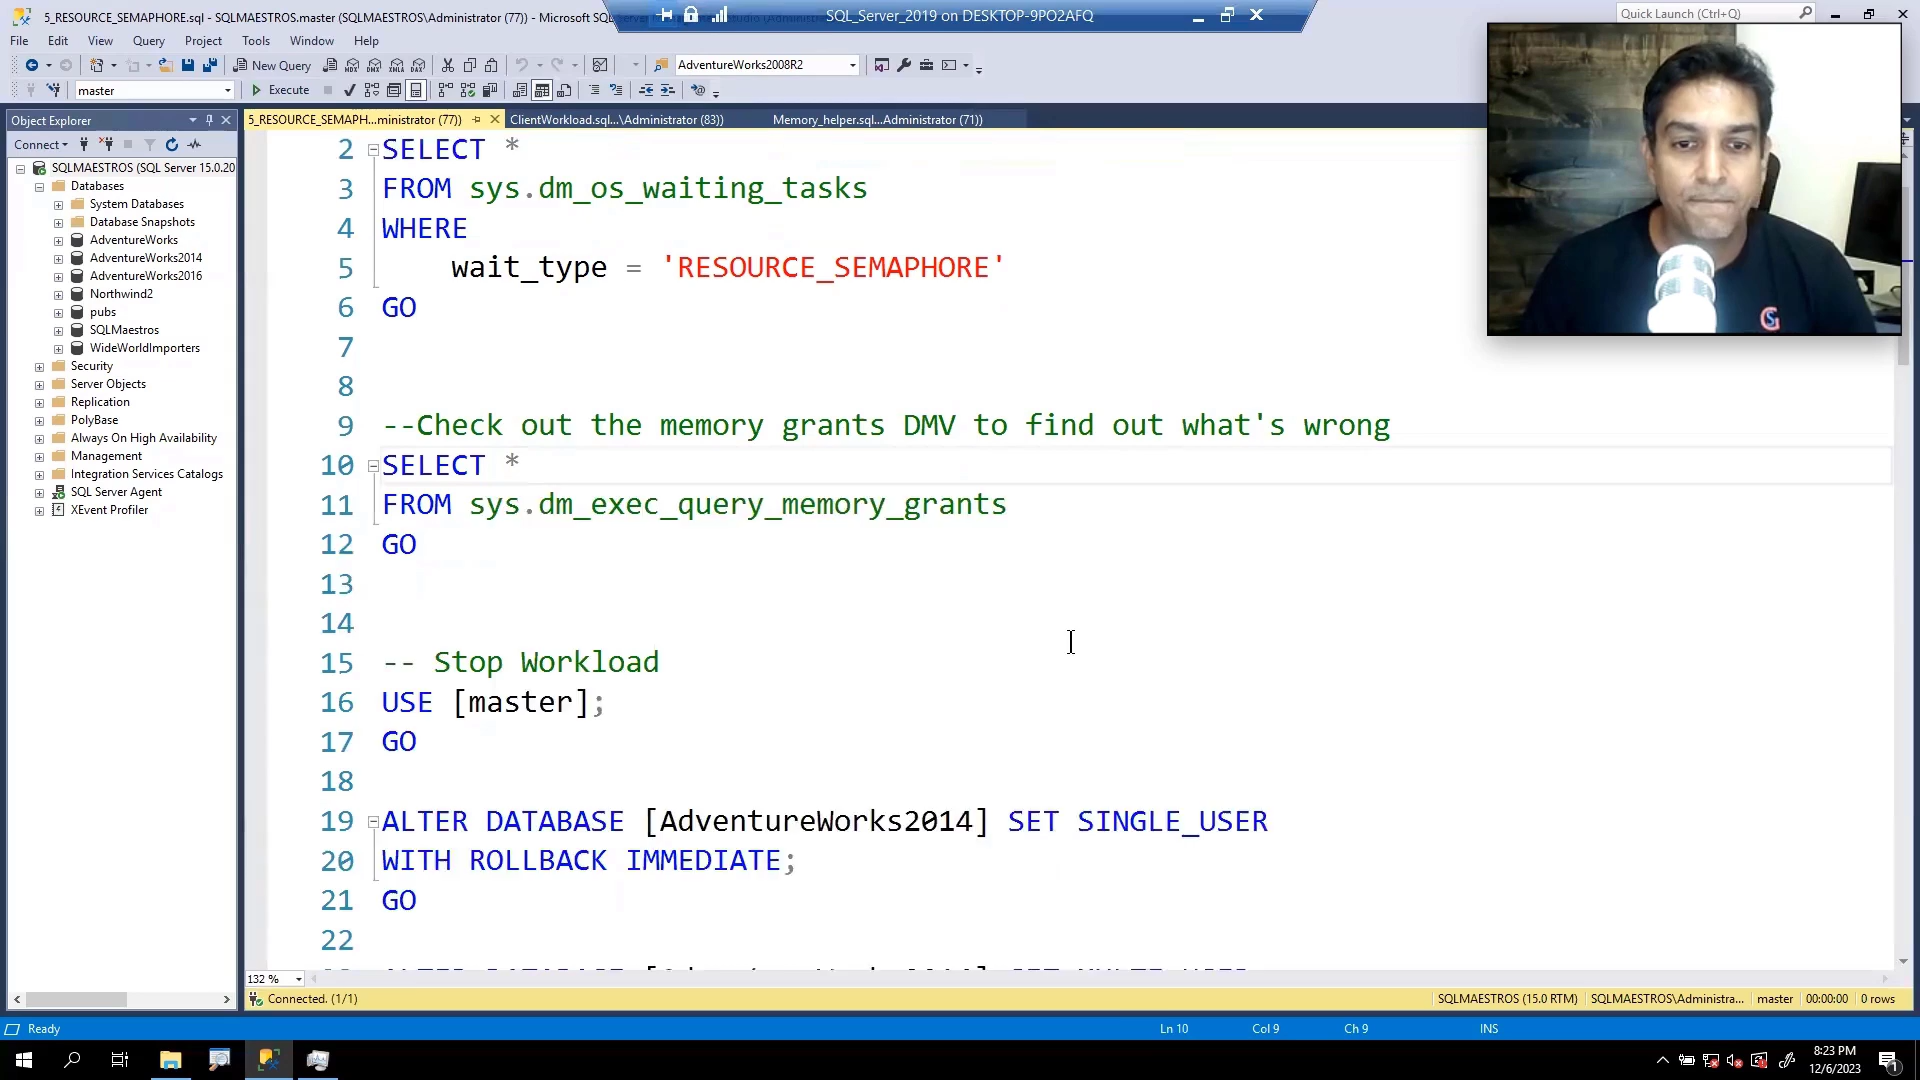 5_RESOURCE_SEMAPHORE.sql - SQLMAESTROS.master (SQLMAESTROS\Administrator (77)) - Microsoft SQL
SQL_Server_2019 on DESKTOP-9PO2AFQ
Quick Launch (Ctrl+Q)
File Edit View Query Project Tools Window Help
New Query
AdventureWorks2008R2
master
Execute
Object Explorer
5_RESOURCE_SEMAPH...ministrator (77))
ClientWorkload.sql...\Administrator (83))
Memory_helper.sql...Administrator (71))
Connect
SQLMAESTROS (SQL Server 15.0.20
Databases
System Databases
Database Snapshots
AdventureWorks
AdventureWorks2014
AdventureWorks2016
Northwind2
pubs
SQLMaestros
WideWorldImporters
Security
Server Objects
Replication
PolyBase
Always On High Availability
Management
Integration Services Catalogs
SQL Server Agent
XEvent Profiler
2 SELECT *
3 FROM sys.dm_os_waiting_tasks
4 WHERE
5 wait_type = 'RESOURCE_SEMAPHORE'
6 GO
7
8
9 --Check out the memory grants DMV to find out what's wrong
10 SELECT *
11 FROM sys.dm_exec_query_memory_grants
12 GO
13
14
15 -- Stop Workload
16 USE [master];
17 GO
18
19 ALTER DATABASE [AdventureWorks2014] SET SINGLE_USER
20 WITH ROLLBACK IMMEDIATE;
21 GO
22
132 %
Connected. (1/1)
SQLMAESTROS (15.0 RTM)
SQLMAESTROS\Administra...
master
00:00:00
0 rows
Ready
Ln 10
Col 9
Ch 9
INS
8:23 PM
12/6/2023
1